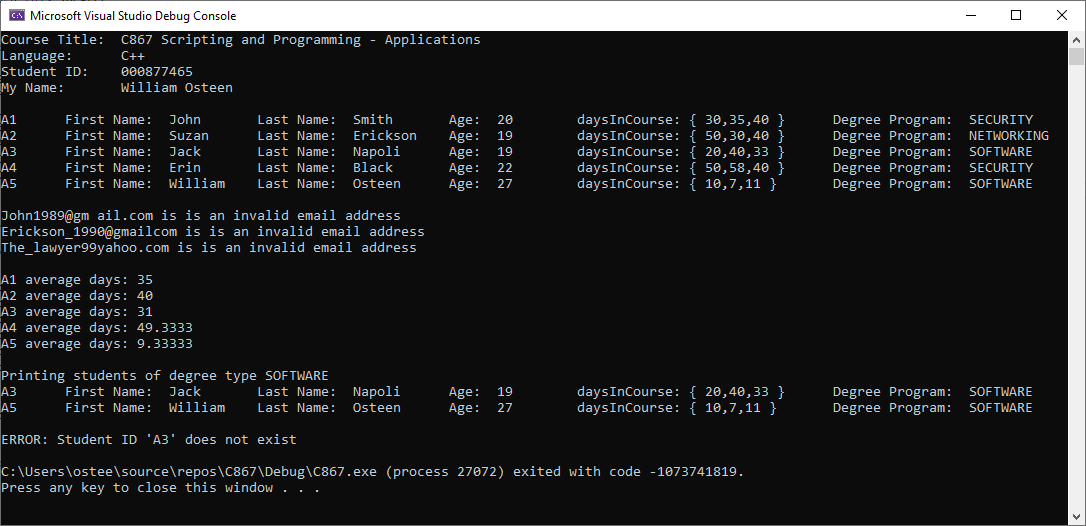 Microsoft Visual Studio Debug Console
Course Title:  C867 Scripting and Programming - Applications
Language:      C++
Student ID:    000877465
My Name:       William Osteen
A1      First Name:  John       Last Name:  Smith       Age:  20        daysInCourse: { 30,35,40 }      Degree Program:  SECURITY
A2      First Name:  Suzan      Last Name:  Erickson    Age:  19        daysInCourse: { 50,30,40 }      Degree Program:  NETWORKING
A3      First Name:  Jack       Last Name:  Napoli      Age:  19        daysInCourse: { 20,40,33 }      Degree Program:  SOFTWARE
A4      First Name:  Erin       Last Name:  Black       Age:  22        daysInCourse: { 50,58,40 }      Degree Program:  SECURITY
A5      First Name:  William    Last Name:  Osteen      Age:  27        daysInCourse: { 10,7,11 }       Degree Program:  SOFTWARE
John1989@gm ail.com is is an invalid email address
Erickson_1990@gmailcom is is an invalid email address
The_lawyer99yahoo.com is is an invalid email address
A1 average days: 35
A2 average days: 40
A3 average days: 31
A4 average days: 49.3333
A5 average days: 9.33333
Printing students of degree type SOFTWARE
A3      First Name:  Jack       Last Name:  Napoli      Age:  19        daysInCourse: { 20,40,33 }      Degree Program:  SOFTWARE
A5      First Name:  William    Last Name:  Osteen      Age:  27        daysInCourse: { 10,7,11 }       Degree Program:  SOFTWARE
ERROR: Student ID 'A3' does not exist
C:\Users\ostee\source\repos\C867\Debug\C867.exe (process 27072) exited with code -1073741819.
Press any key to close this window . . .